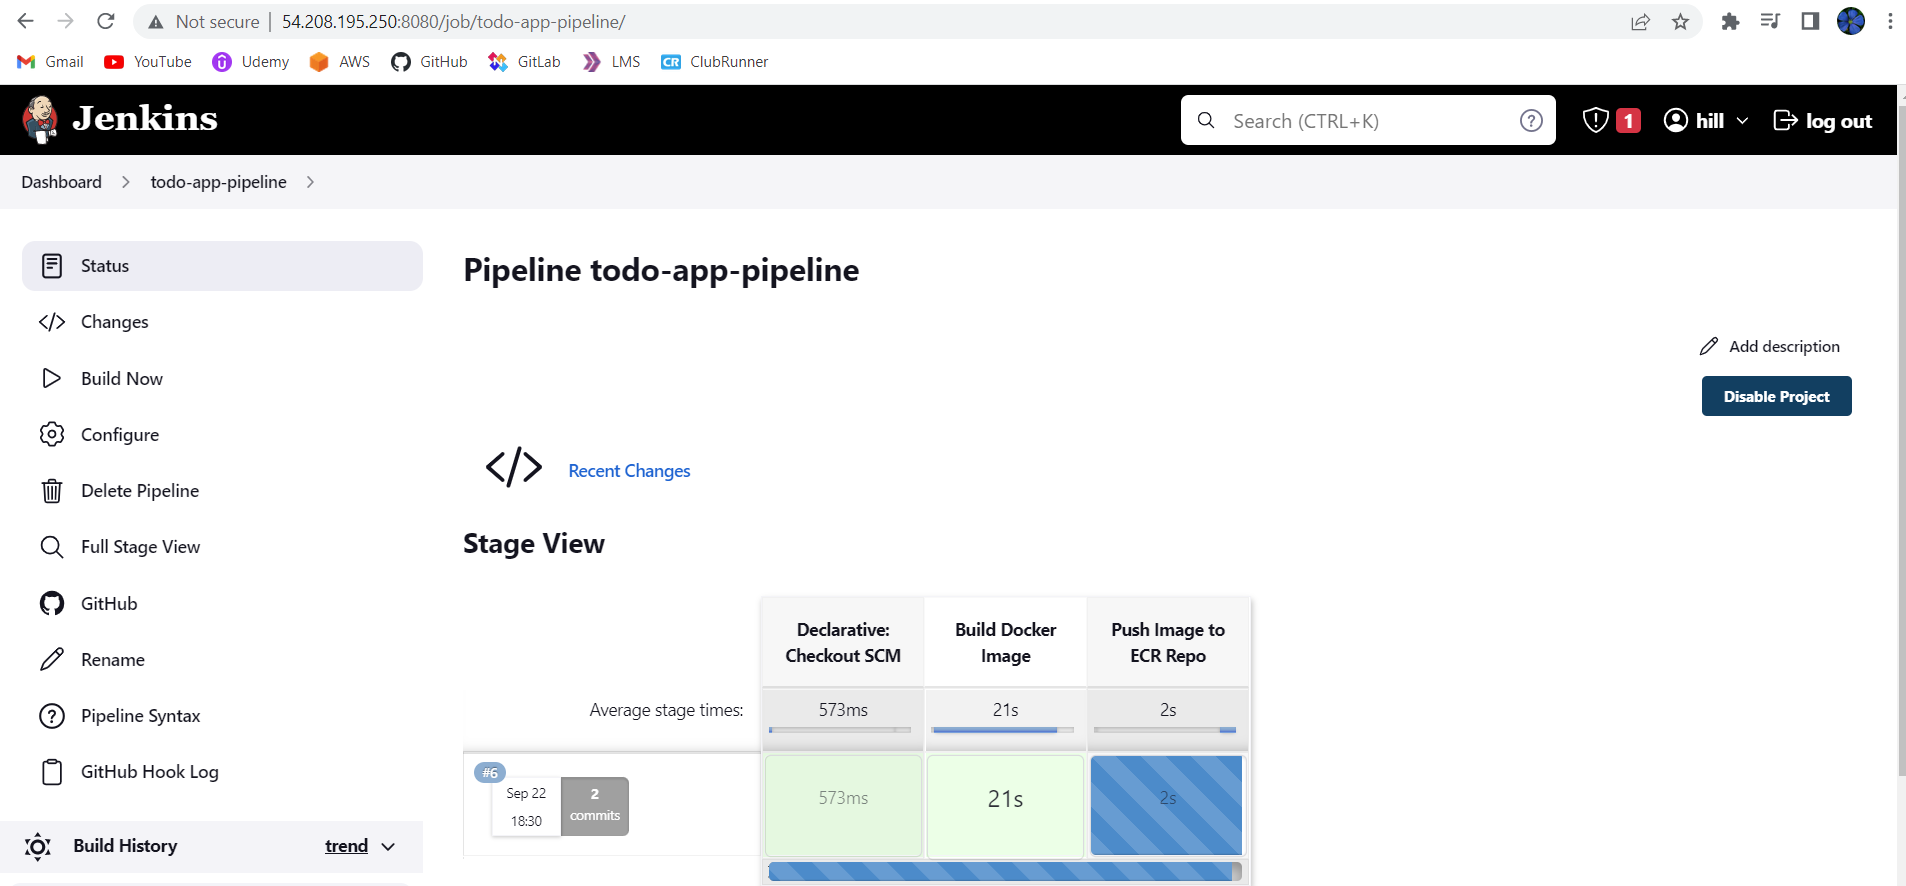 Not secure | 54.208.195.250:8080/job/todo-app-pipeline/
Gmail YouTube Udemy AWS GitHub GitLab LMS CR ClubRunner
Jenkins Search (CTRL+K) ? 1 hill log out
Dashboard todo-app-pipeline
Status
Changes
Build Now
Configure
Delete Pipeline
Full Stage View
GitHub
Rename
Pipeline Syntax
GitHub Hook Log
Build History trend
Pipeline todo-app-pipeline
Add description
Disable Project
Recent Changes
Stage View
Declarative: Checkout SCM
Build Docker Image
Push Image to ECR Repo
Average stage times: 573ms 21s 2s
#6
Sep 22
18:30
2
commits
573ms 21s 2s